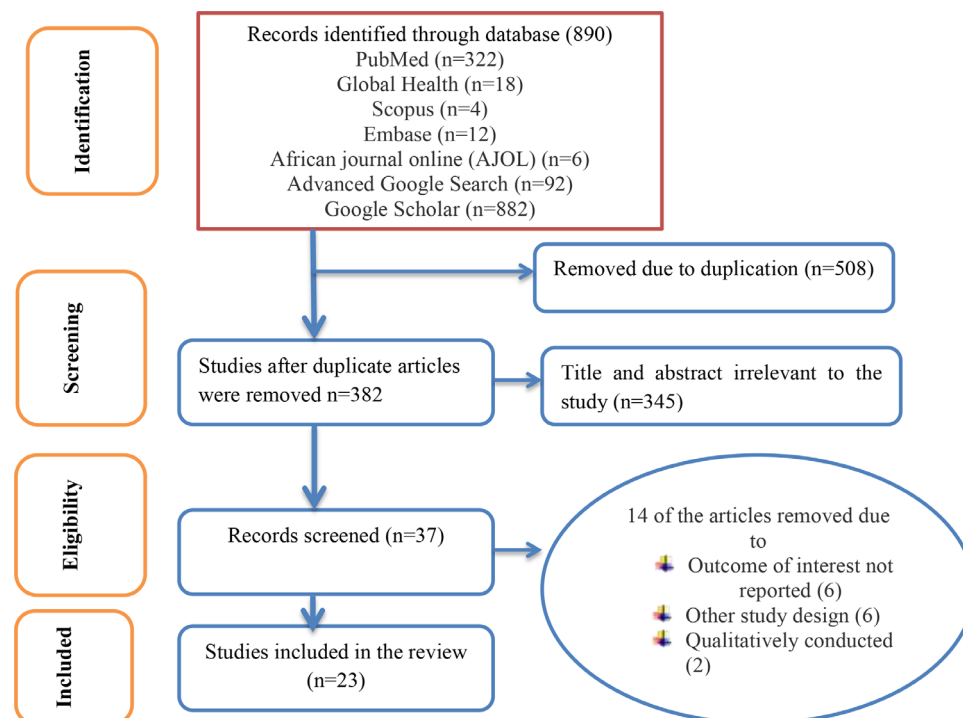 Identification
Records identified through database (890)
PubMed (n=322)
Global Health (n=18)
Scopus (n=4)
Embase (n=12)
African journal online (AJOL) (n=6)
Advanced Google Search (n=92)
Google Scholar (n=882)
Removed due to duplication (n=508)
Screening
Studies after duplicate articles
were removed n=382
Title and abstract irrelevant to the
study (n=345)
Eligibility
Records screened (n=37)
14 of the articles removed due
to
Outcome of interest not
reported (6)
Other study design (6)
Qualitatively conducted
(2)
Included
Studies included in the review
(n=23)